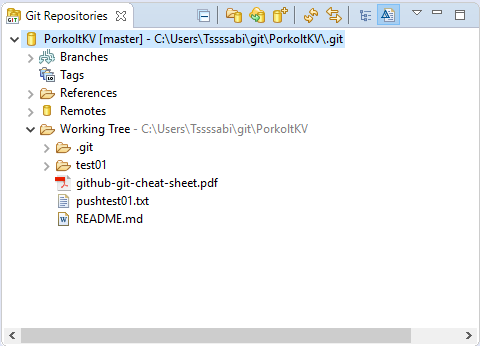 Git Repositories
PorkoltKV [master] - C:\Users\Tssssabi\git\PorkoltKV\.git
Branches
Tags
References
Remotes
Working Tree - C:\Users\Tssssabi\git\PorkoltKV
.git
test01
github-git-cheat-sheet.pdf
pushtest01.txt
README.md